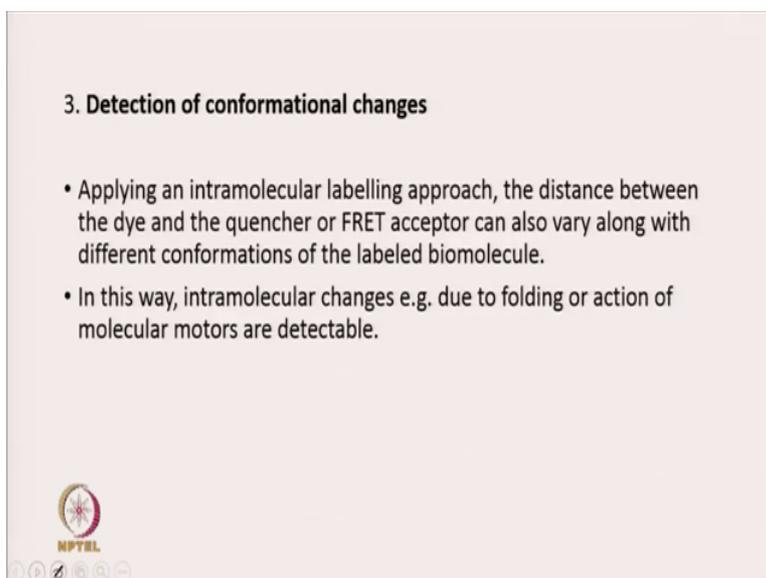 3. Detection of conformational changes
• Applying an intramolecular labelling approach, the distance between
the dye and the quencher or FRET acceptor can also vary along with
different conformations of the labeled biomolecule.
• In this way, intramolecular changes e.g. due to folding or action of
molecular motors are detectable.
NPTEL